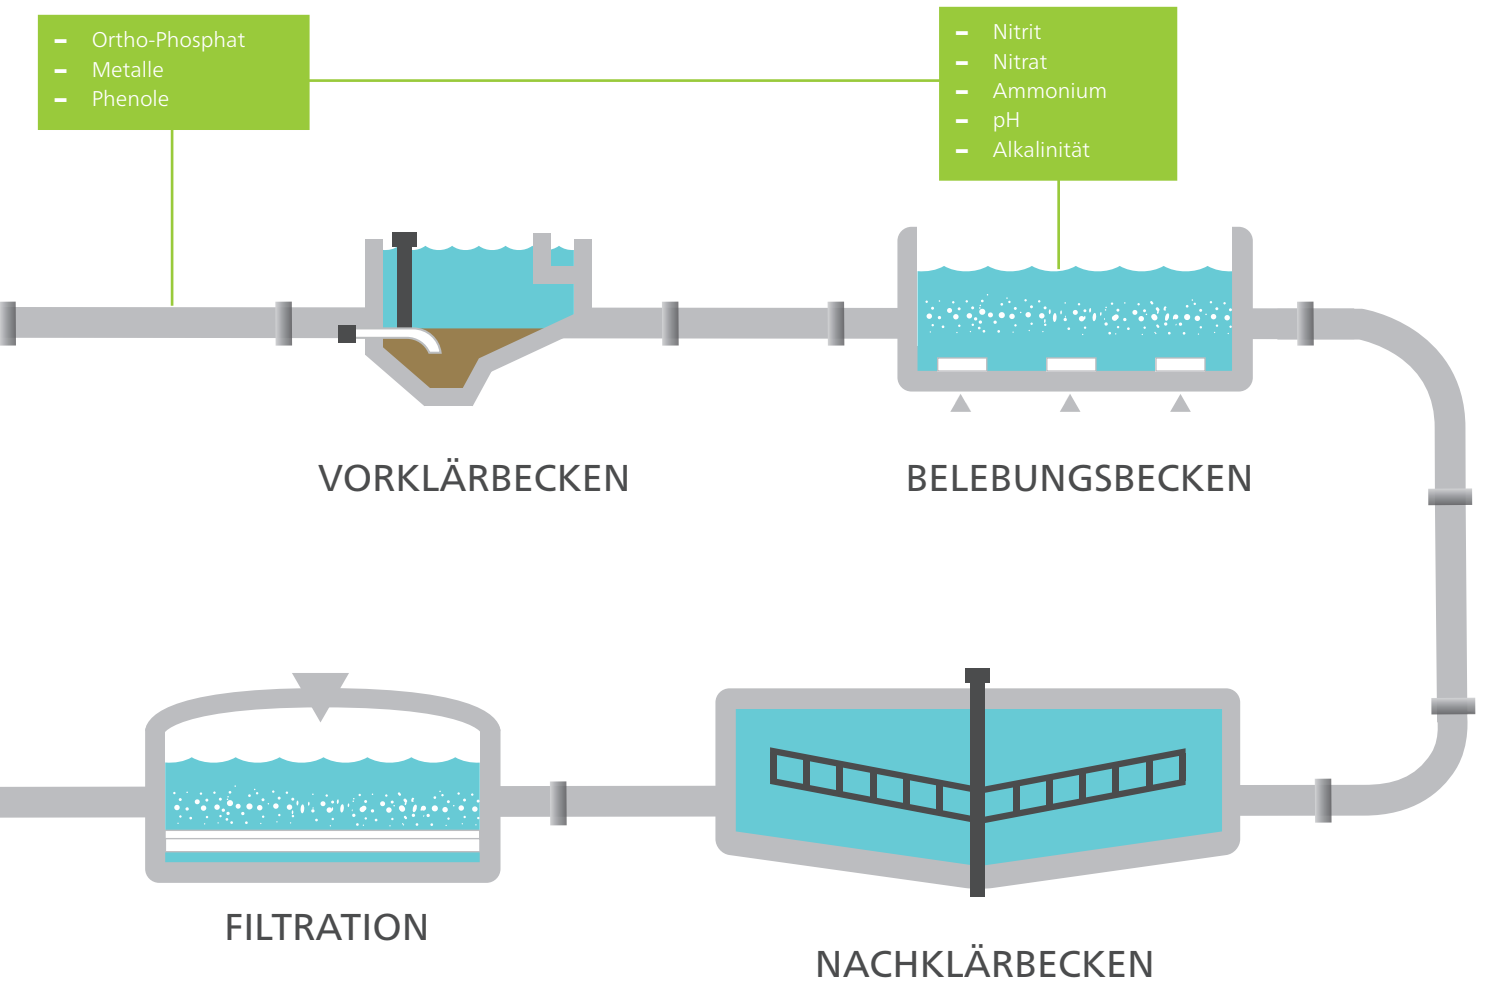 – Ortho-Phosphat
– Metalle
– Phenole
– Nitrit
– Nitrat
– Ammonium
– pH
– Alkalinität
VORKLÄRBECKEN
BELEBUNGSBECKEN
FILTRATION
NACHKLÄRBECKEN